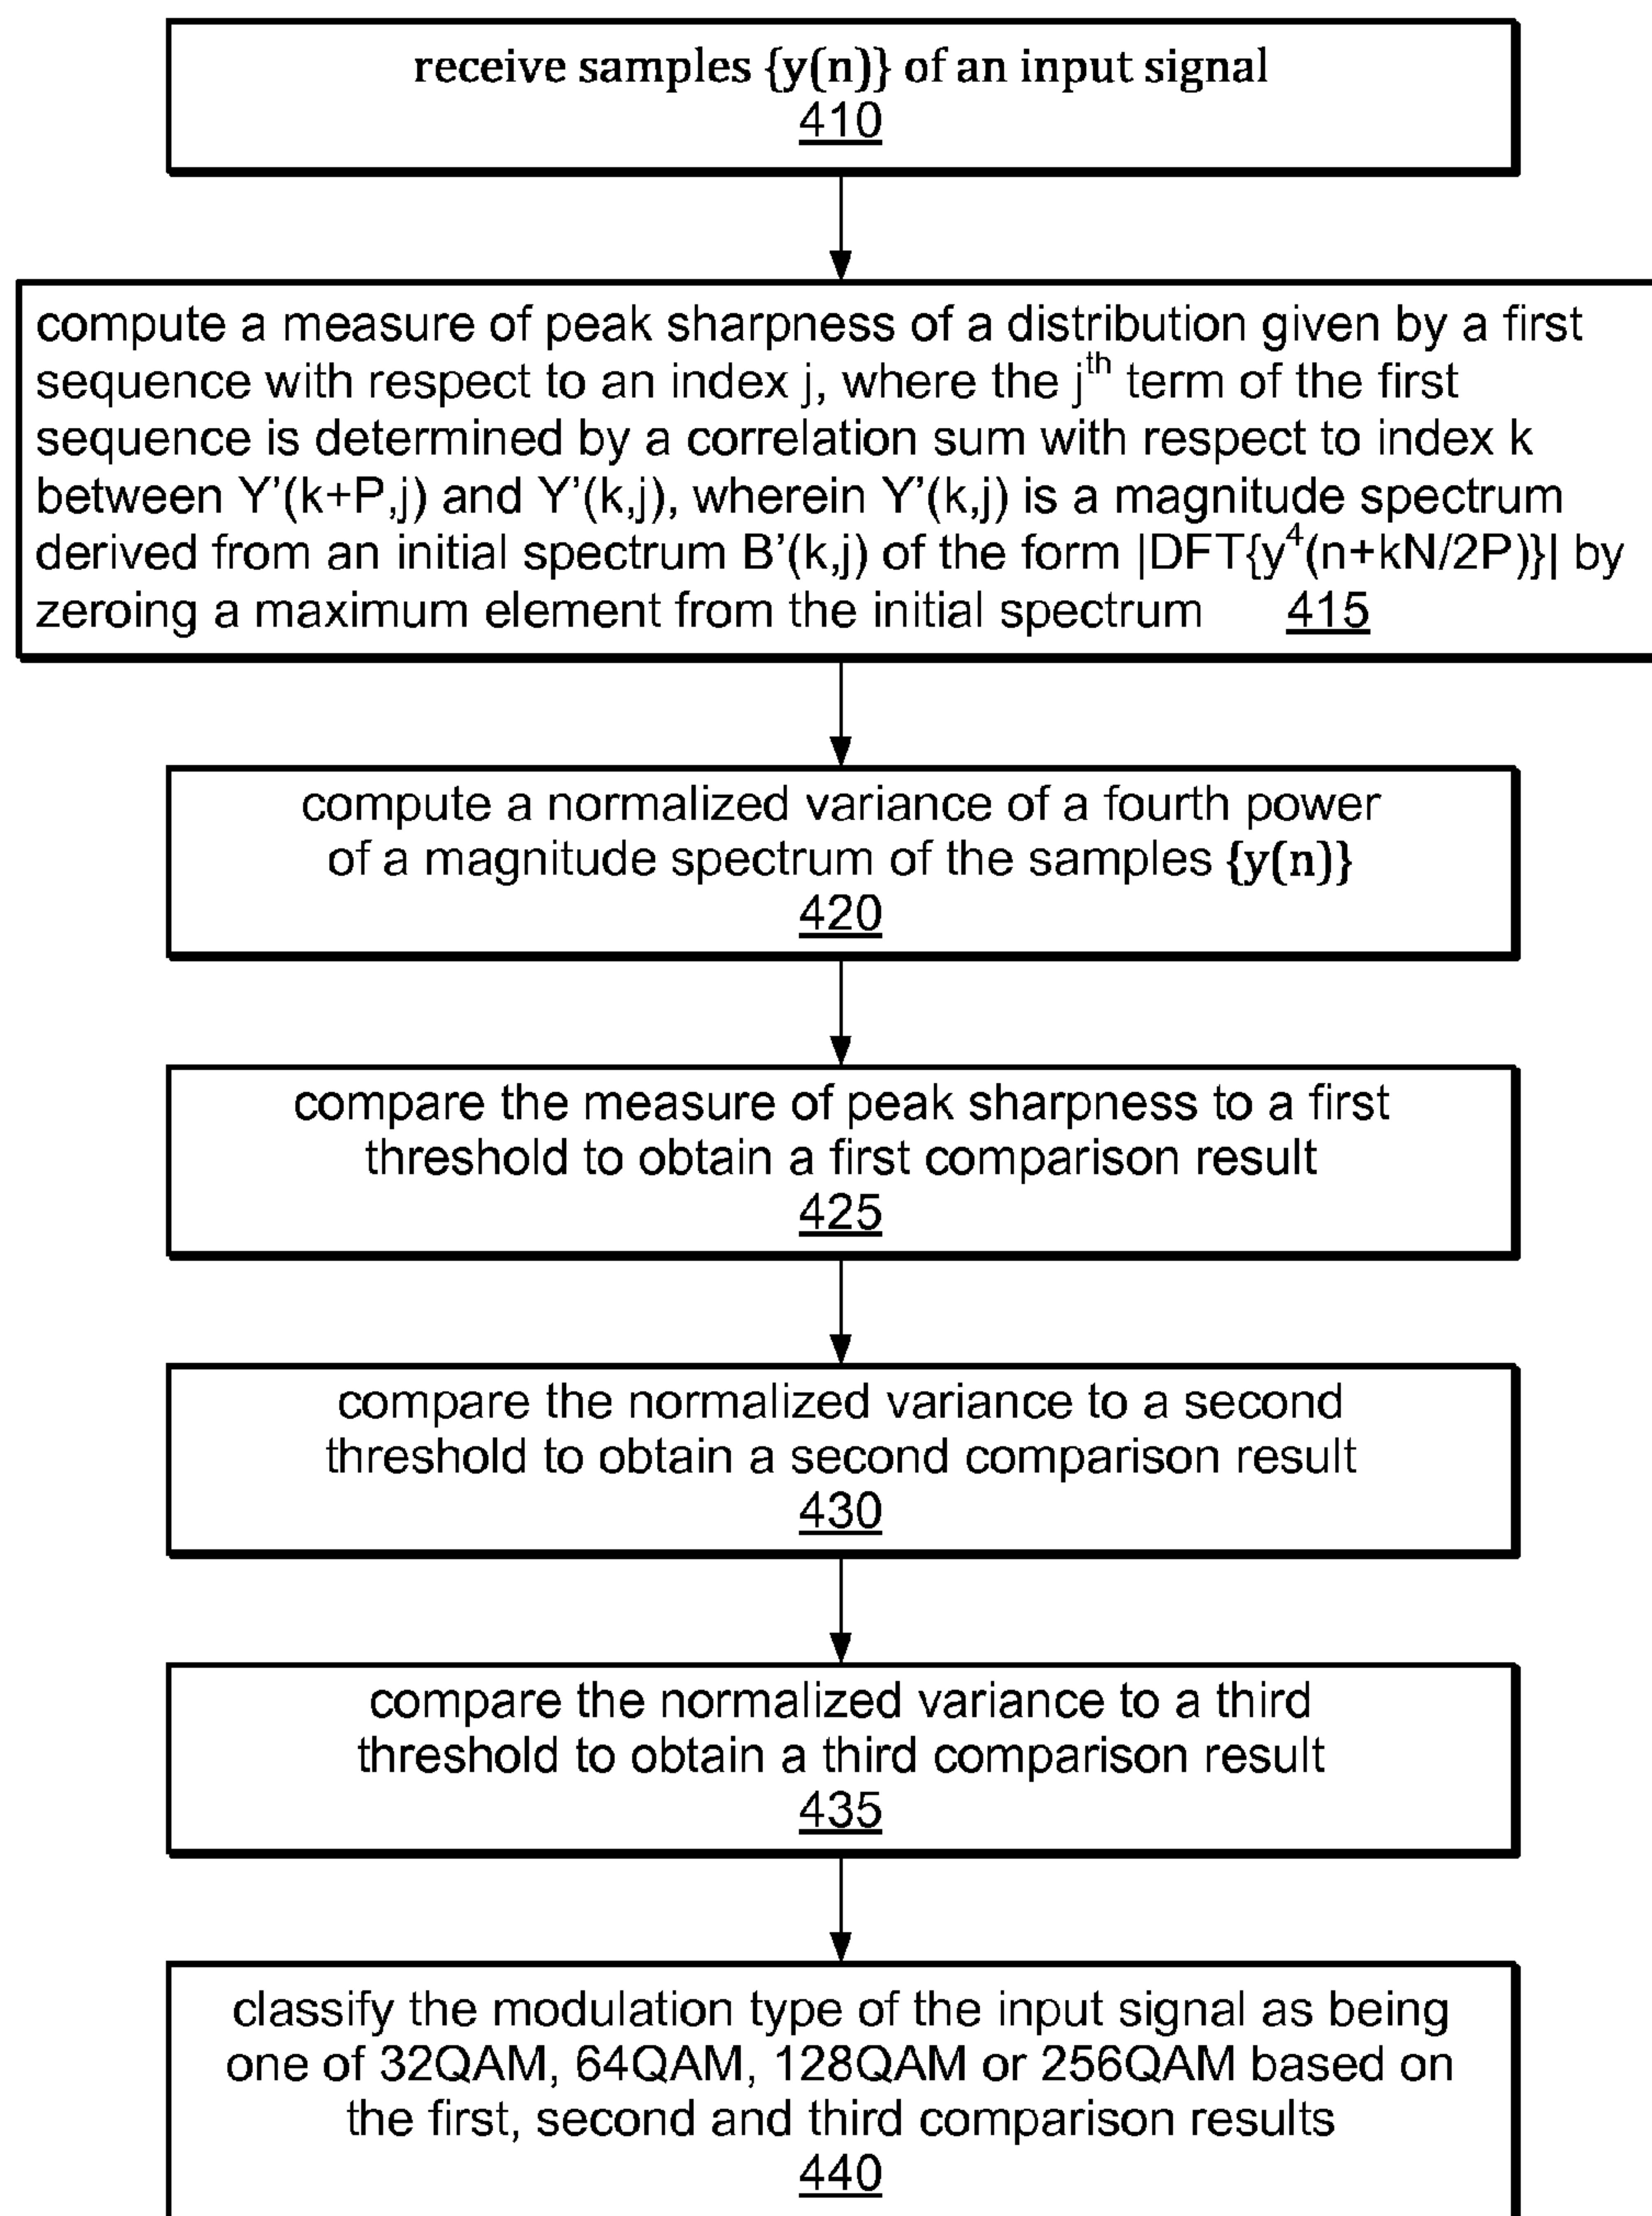 receive samples {y(n)} of an input signal
410
compute a measure of peak sharpness of a distribution given by a first
sequence with respect to an index j, where the jth term of the first
sequence is determined by a correlation sum with respect to index k
between Y’(k+P,j) and Y’(k,j), wherein Y’(k,j) is a magnitude spectrum
derived from an initial spectrum B’(k,j) of the form |DFT{y4(n+kN/2P)}| by
zeroing a maximum element from the initial spectrum 415
compute a normalized variance of a fourth power
of a magnitude spectrum of the samples {y(n)}
420
compare the measure of peak sharpness to a first
threshold to obtain a first comparison result
425
compare the normalized variance to a second
threshold to obtain a second comparison result
430
compare the normalized variance to a third
threshold to obtain a third comparison result
435
classify the modulation type of the input signal as being
one of 32QAM, 64QAM, 128QAM or 256QAM based on
the first, second and third comparison results
440